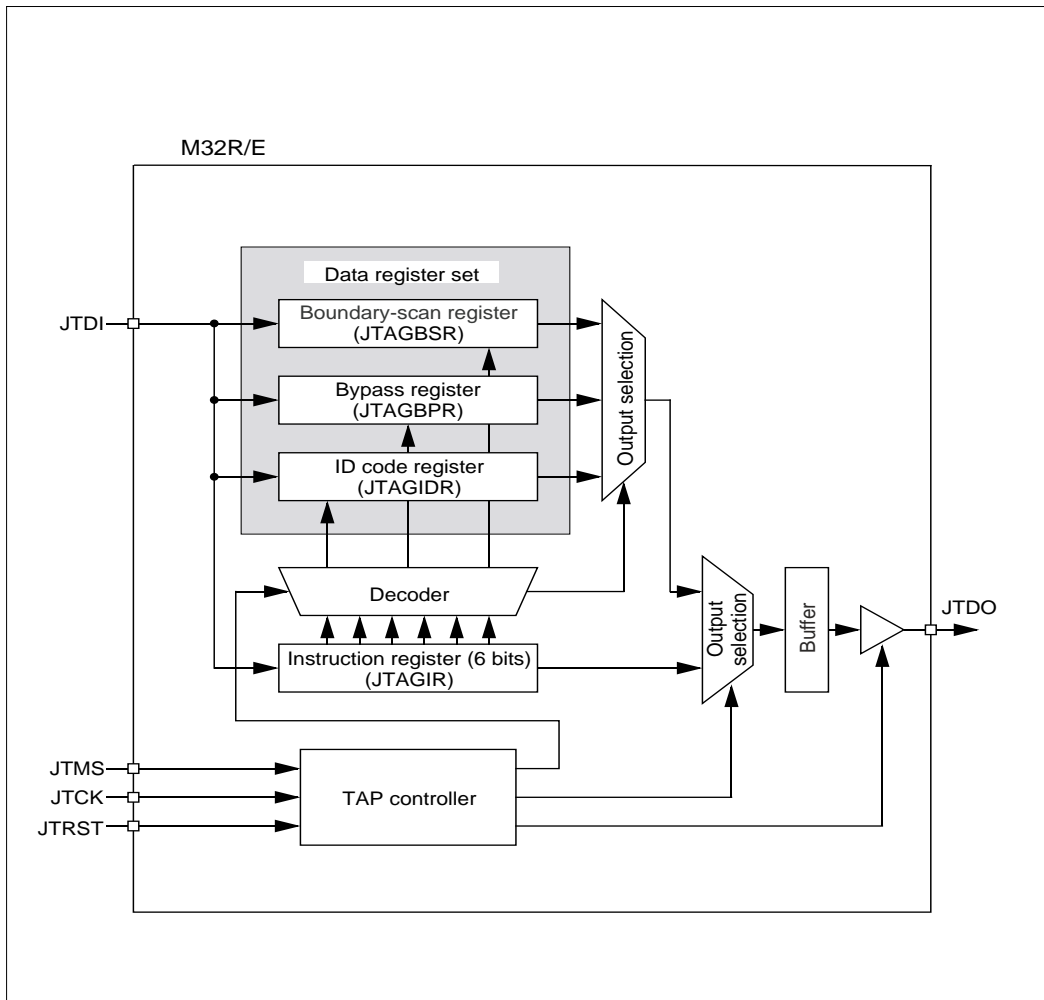 M32R/E
Data register set
JTDI
Boundary-scan register
(JTAGBSR)
Bypass register
(JTAGBPR)
ID code register
(JTAGIDR)
Output selection
Decoder
Instruction register (6 bits)
(JTAGIR)
Output
selection
Buffer
JTDO
JTMS
JTCK
JTRST
TAP controller